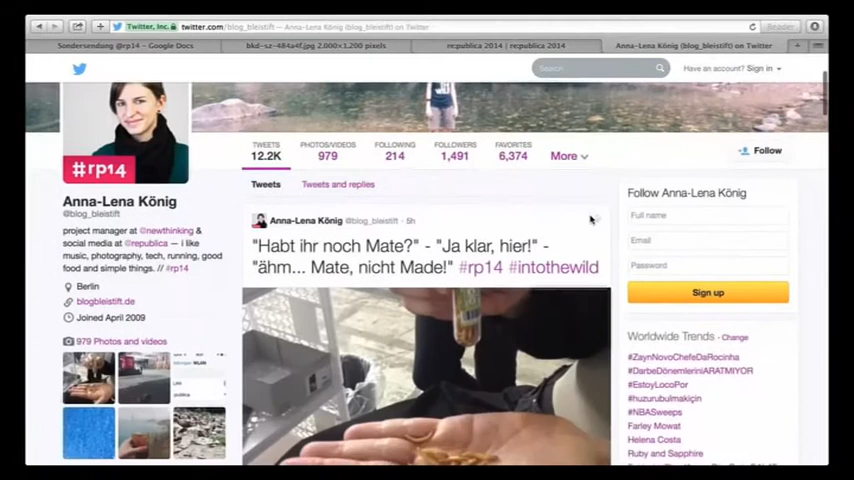 Twitter, Inc.
twitter.com/blog_bleistift — Anna-Lena König (blog_bleistift) on Twitter
Reader
Sondersendung @rp14 – Google Docs
bkd-sz-484a4f.jpg 2.000×1.200 pixels
re:publica 2014 | re:publica 2014
Anna-Lena König (blog_bleistift) on Twitter
Search
Have an account? Sign in
#rp14
TWEETS
12.2K
PHOTOS/VIDEOS
979
FOLLOWING
214
FOLLOWERS
1,491
FAVORITES
6,374
More
Follow
Anna-Lena König
@blog_bleistift
project manager at @newthinking &
social media at @republica — i like
music, photography, tech, running, good
food and simple things. // #rp14
Berlin
blogbleistift.de
Joined April 2009
979 Photos and videos
Tweets
Tweets and replies
Anna-Lena König @blog_bleistift · 5h
"Habt ihr noch Mate?" - "Ja klar, hier!" -
"ähm... Mate, nicht Made!" #rp14 #intothewild
Follow Anna-Lena König
Full name
Email
Password
Sign up
Worldwide Trends · Change
#ZaynNovoChefeDaRocinha
#DarbeDönemleriniARATMIYOR
#EstoyLocoPor
#huzurubulmakiçin
#NBASweeps
Farley Mowat
Helena Costa
Ruby and Sapphire